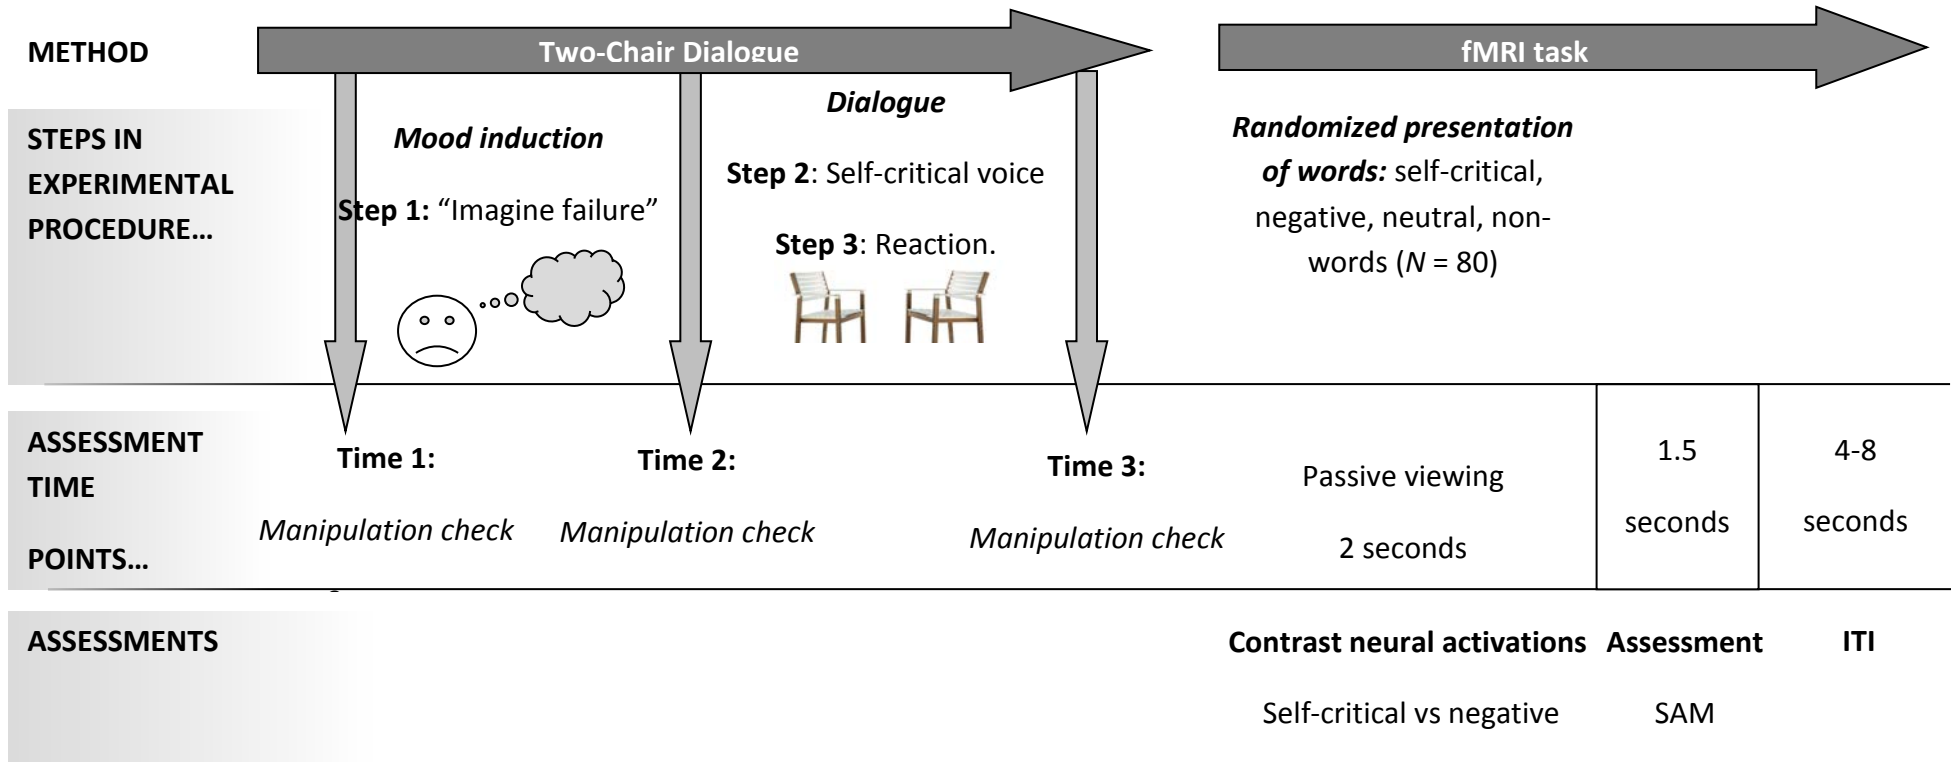 METHOD
Two-Chair Dialogue
fMRI task
STEPS IN
EXPERIMENTAL
PROCEDURE…
Mood induction
Step 1: “Imagine failure”
Dialogue
Step 2: Self-critical voice
Step 3: Reaction.
Randomized presentation
of words: self-critical,
negative, neutral, non-
words (N = 80)
ASSESSMENT
TIME
POINTS…
Time 1:
Manipulation check
Time 2:
Manipulation check
Time 3:
Manipulation check
Passive viewing
2 seconds
1.5
seconds
4-8
seconds
ASSESSMENTS
Contrast neural activations
Self-critical vs negative
Assessment
SAM
ITI